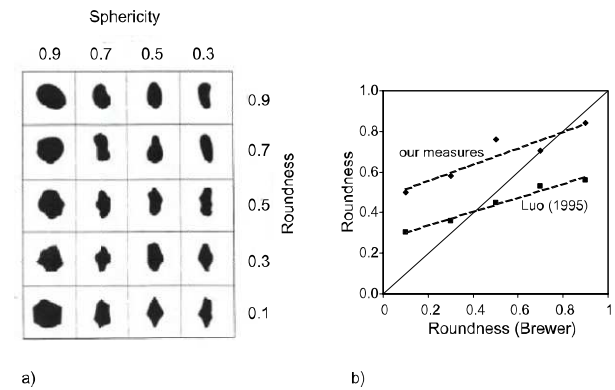 Sphericity
0.9 0.7 0.5 0.3
0.9
0.7
0.5
0.3
0.1
Roundness
a)
1.0
0.8
0.6
0.4
0.2
0.0
Roundness
our measures
Luo (1995)
0 0.2 0.4 0.6 0.8 1
Roundness (Brewer)
b)